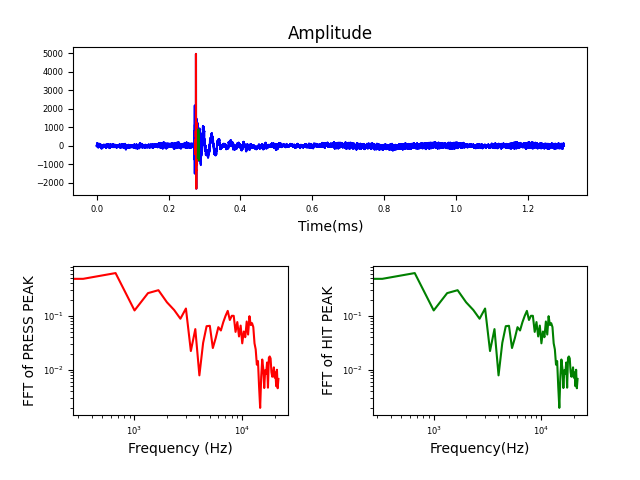 Amplitude
5000
4000
3000
2000
1000
0
−1000
−2000
0.0 0.2 0.4 0.6 0.8 1.0 1.2
Time(ms)
FFT of PRESS PEAK
10⁻¹
10⁻²
10³ 10⁴
Frequency (Hz)
FFT of HIT PEAK
10⁻¹
10⁻²
10³ 10⁴
Frequency(Hz)